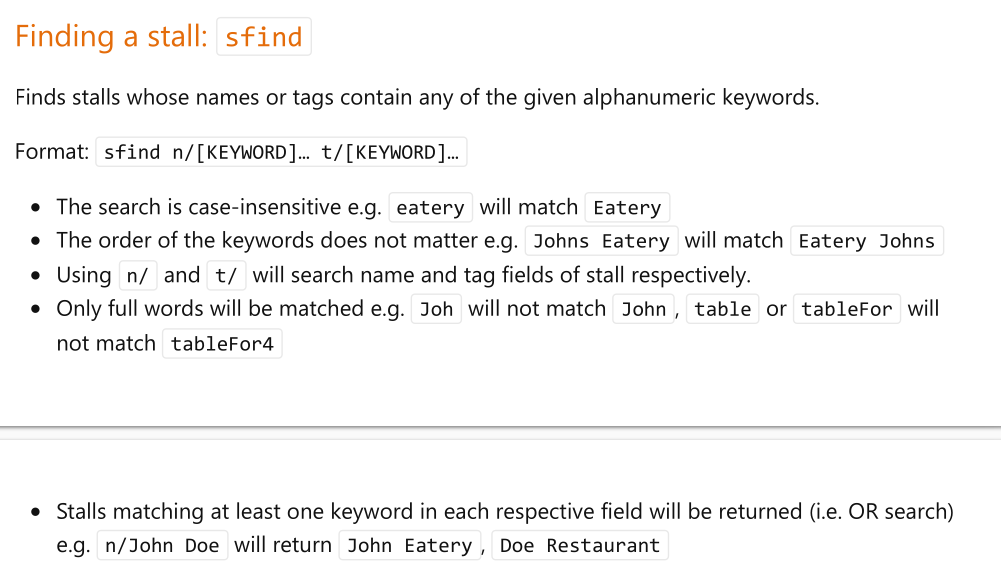 Finding a stall: sfind
Finds stalls whose names or tags contain any of the given alphanumeric keywords.
Format: sfind n/[KEYWORD]… t/[KEYWORD]…
• The search is case-insensitive e.g. eatery will match Eatery
• The order of the keywords does not matter e.g. Johns Eatery will match Eatery Johns
• Using n/ and t/ will search name and tag fields of stall respectively.
• Only full words will be matched e.g. Joh will not match John, table or tableFor will
not match tableFor4
• Stalls matching at least one keyword in each respective field will be returned (i.e. OR search)
e.g. n/John Doe will return John Eatery, Doe Restaurant